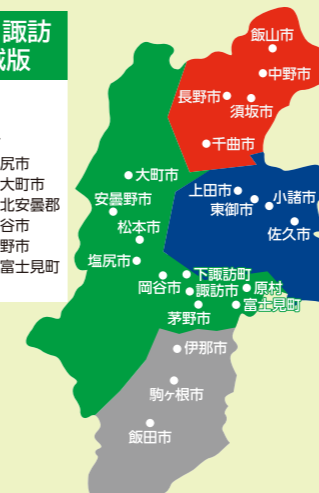 諏訪
域版
尻市
大町市
北安曇郡
谷市
野市
富士見町
飯山市
中野市
長野市
須坂市
千曲市
大町市
上田市
小諸市
安曇野市
東御市
松本市
佐久市
塩尻市
下諏訪町
岡谷市
諏訪市
原村
富士見町
茅野市
伊那市
駒ヶ根市
飯田市